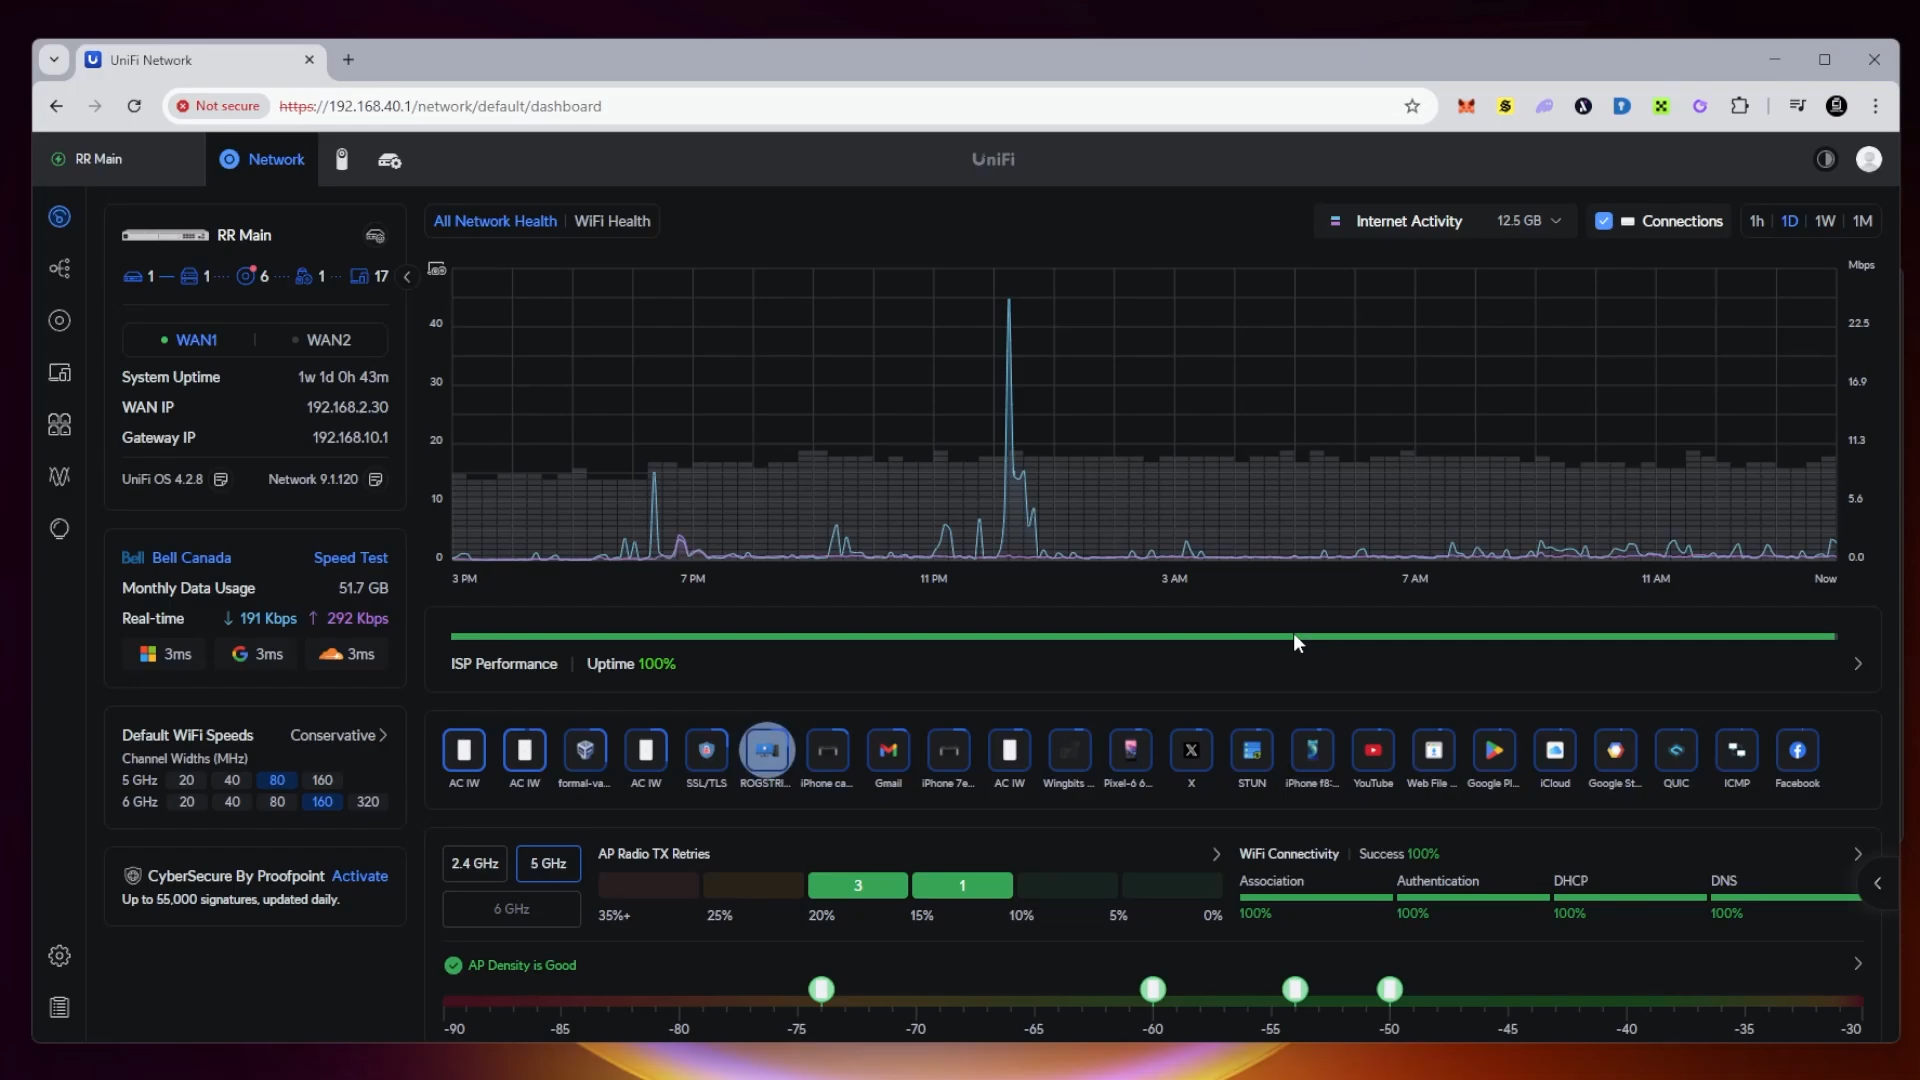 UniFi Network
Not secure https://192.168.40.1/network/default/dashboard
RR Main
Network
UniFi
RR Main
1 1 6 1 17
WAN1 WAN2
System Uptime 1w 1d 0h 43m
WAN IP 192.168.2.30
Gateway IP 192.168.10.1
UniFi OS 4.2.8 Network 9.1.120
Bell Bell Canada Speed Test
Monthly Data Usage 51.7 GB
Real-time ↓ 191 Kbps ↑ 292 Kbps
3ms 3ms 3ms
Default WiFi Speeds Conservative
Channel Widths (MHz)
5 GHz 20 40 80 160
6 GHz 20 40 80 160 320
CyberSecure By Proofpoint Activate
Up to 55,000 signatures, updated daily.
All Network Health WiFi Health
Internet Activity 12.5 GB Connections 1h 1D 1W 1M
Mbps
40 22.5
30 16.9
20 11.3
10 5.6
0 0.0
3 PM 7 PM 11 PM 3 AM 7 AM 11 AM Now
ISP Performance Uptime 100%
AC IW AC IW formal-va... AC IW SSL/TLS ROGSTRI... iPhone ca... Gmail iPhone 7e... AC IW Wingbits ... Pixel-6 6... X STUN iPhone f8:... YouTube Web File ... Google Pl... iCloud Google St... QUIC ICMP Facebook
2.4 GHz 5 GHz
6 GHz
AP Radio TX Retries
3 1
35%+ 25% 20% 15% 10% 5% 0%
WiFi Connectivity Success 100%
Association Authentication DHCP DNS
100% 100% 100% 100%
AP Density is Good
-90 -85 -80 -75 -70 -65 -60 -55 -50 -45 -40 -35 -30